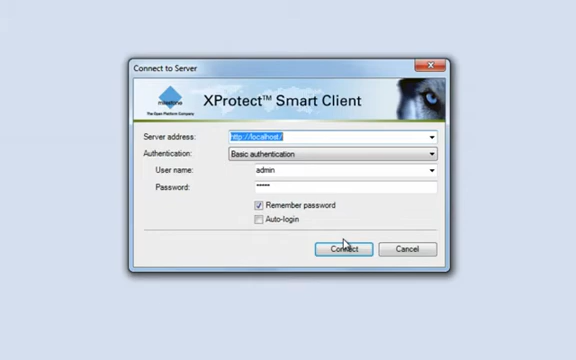 Connect to Server
milestone
The Open Platform Company
XProtect™ Smart Client
Server address: http://localhost/
Authentication: Basic authentication
User name: admin
Password: *****
Remember password
Auto-login
Connect Cancel